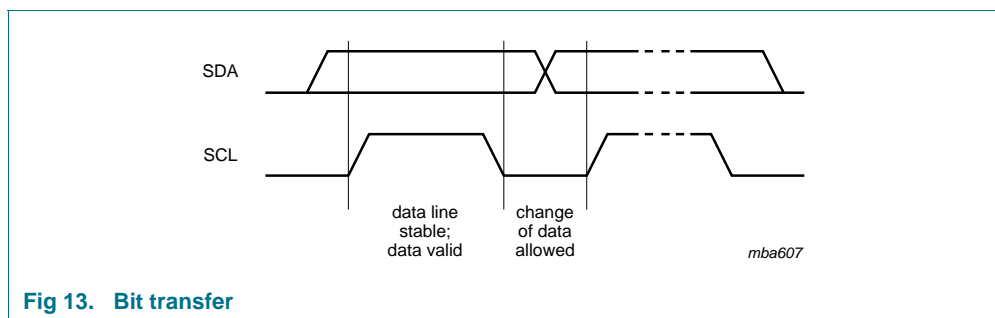 SDA
SCL
data line
stable;
data valid
change
of data
allowed
mba607
Fig 13. Bit transfer